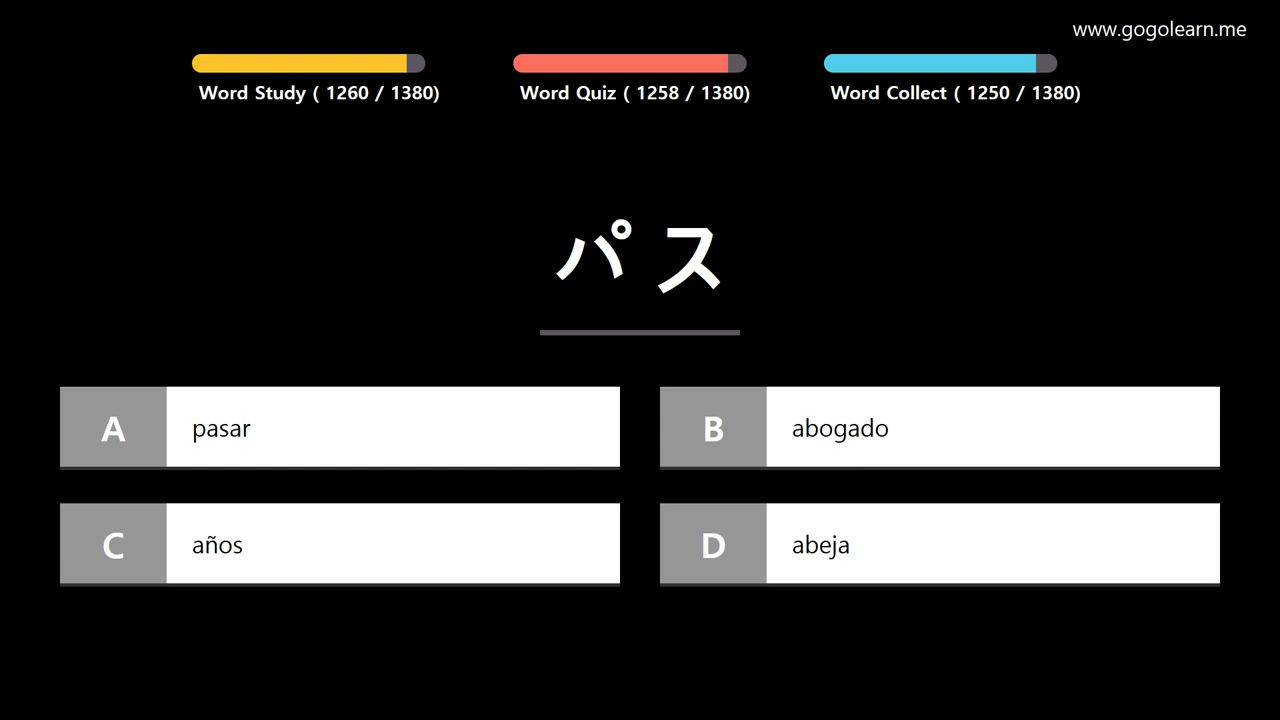 www.gogolearn.me
Word Study ( 1260 / 1380)
Word Quiz ( 1258 / 1380)
Word Collect ( 1250 / 1380)
パス
A pasar
B abogado
C años
D abeja